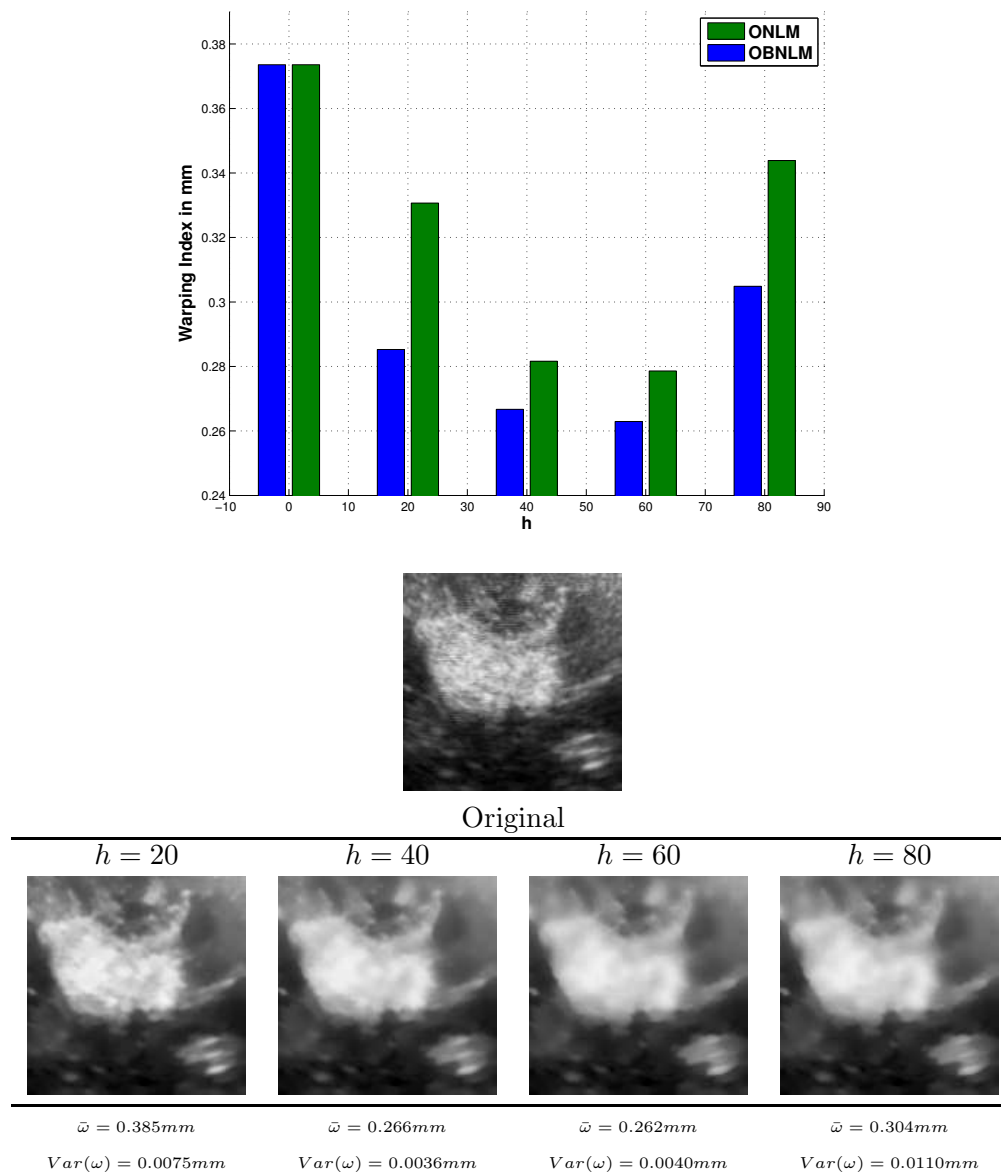 ONLM
OBNLM
Warping Index in mm
0.38
0.36
0.34
0.32
0.3
0.28
0.26
0.24
−10 0 10 20 30 40 50 60 70 80 90
h
Original
h = 20 h = 40 h = 60 h = 80
ω̄ = 0.385mm ω̄ = 0.266mm ω̄ = 0.262mm ω̄ = 0.304mm
Var(ω) = 0.0075mm Var(ω) = 0.0036mm Var(ω) = 0.0040mm Var(ω) = 0.0110mm